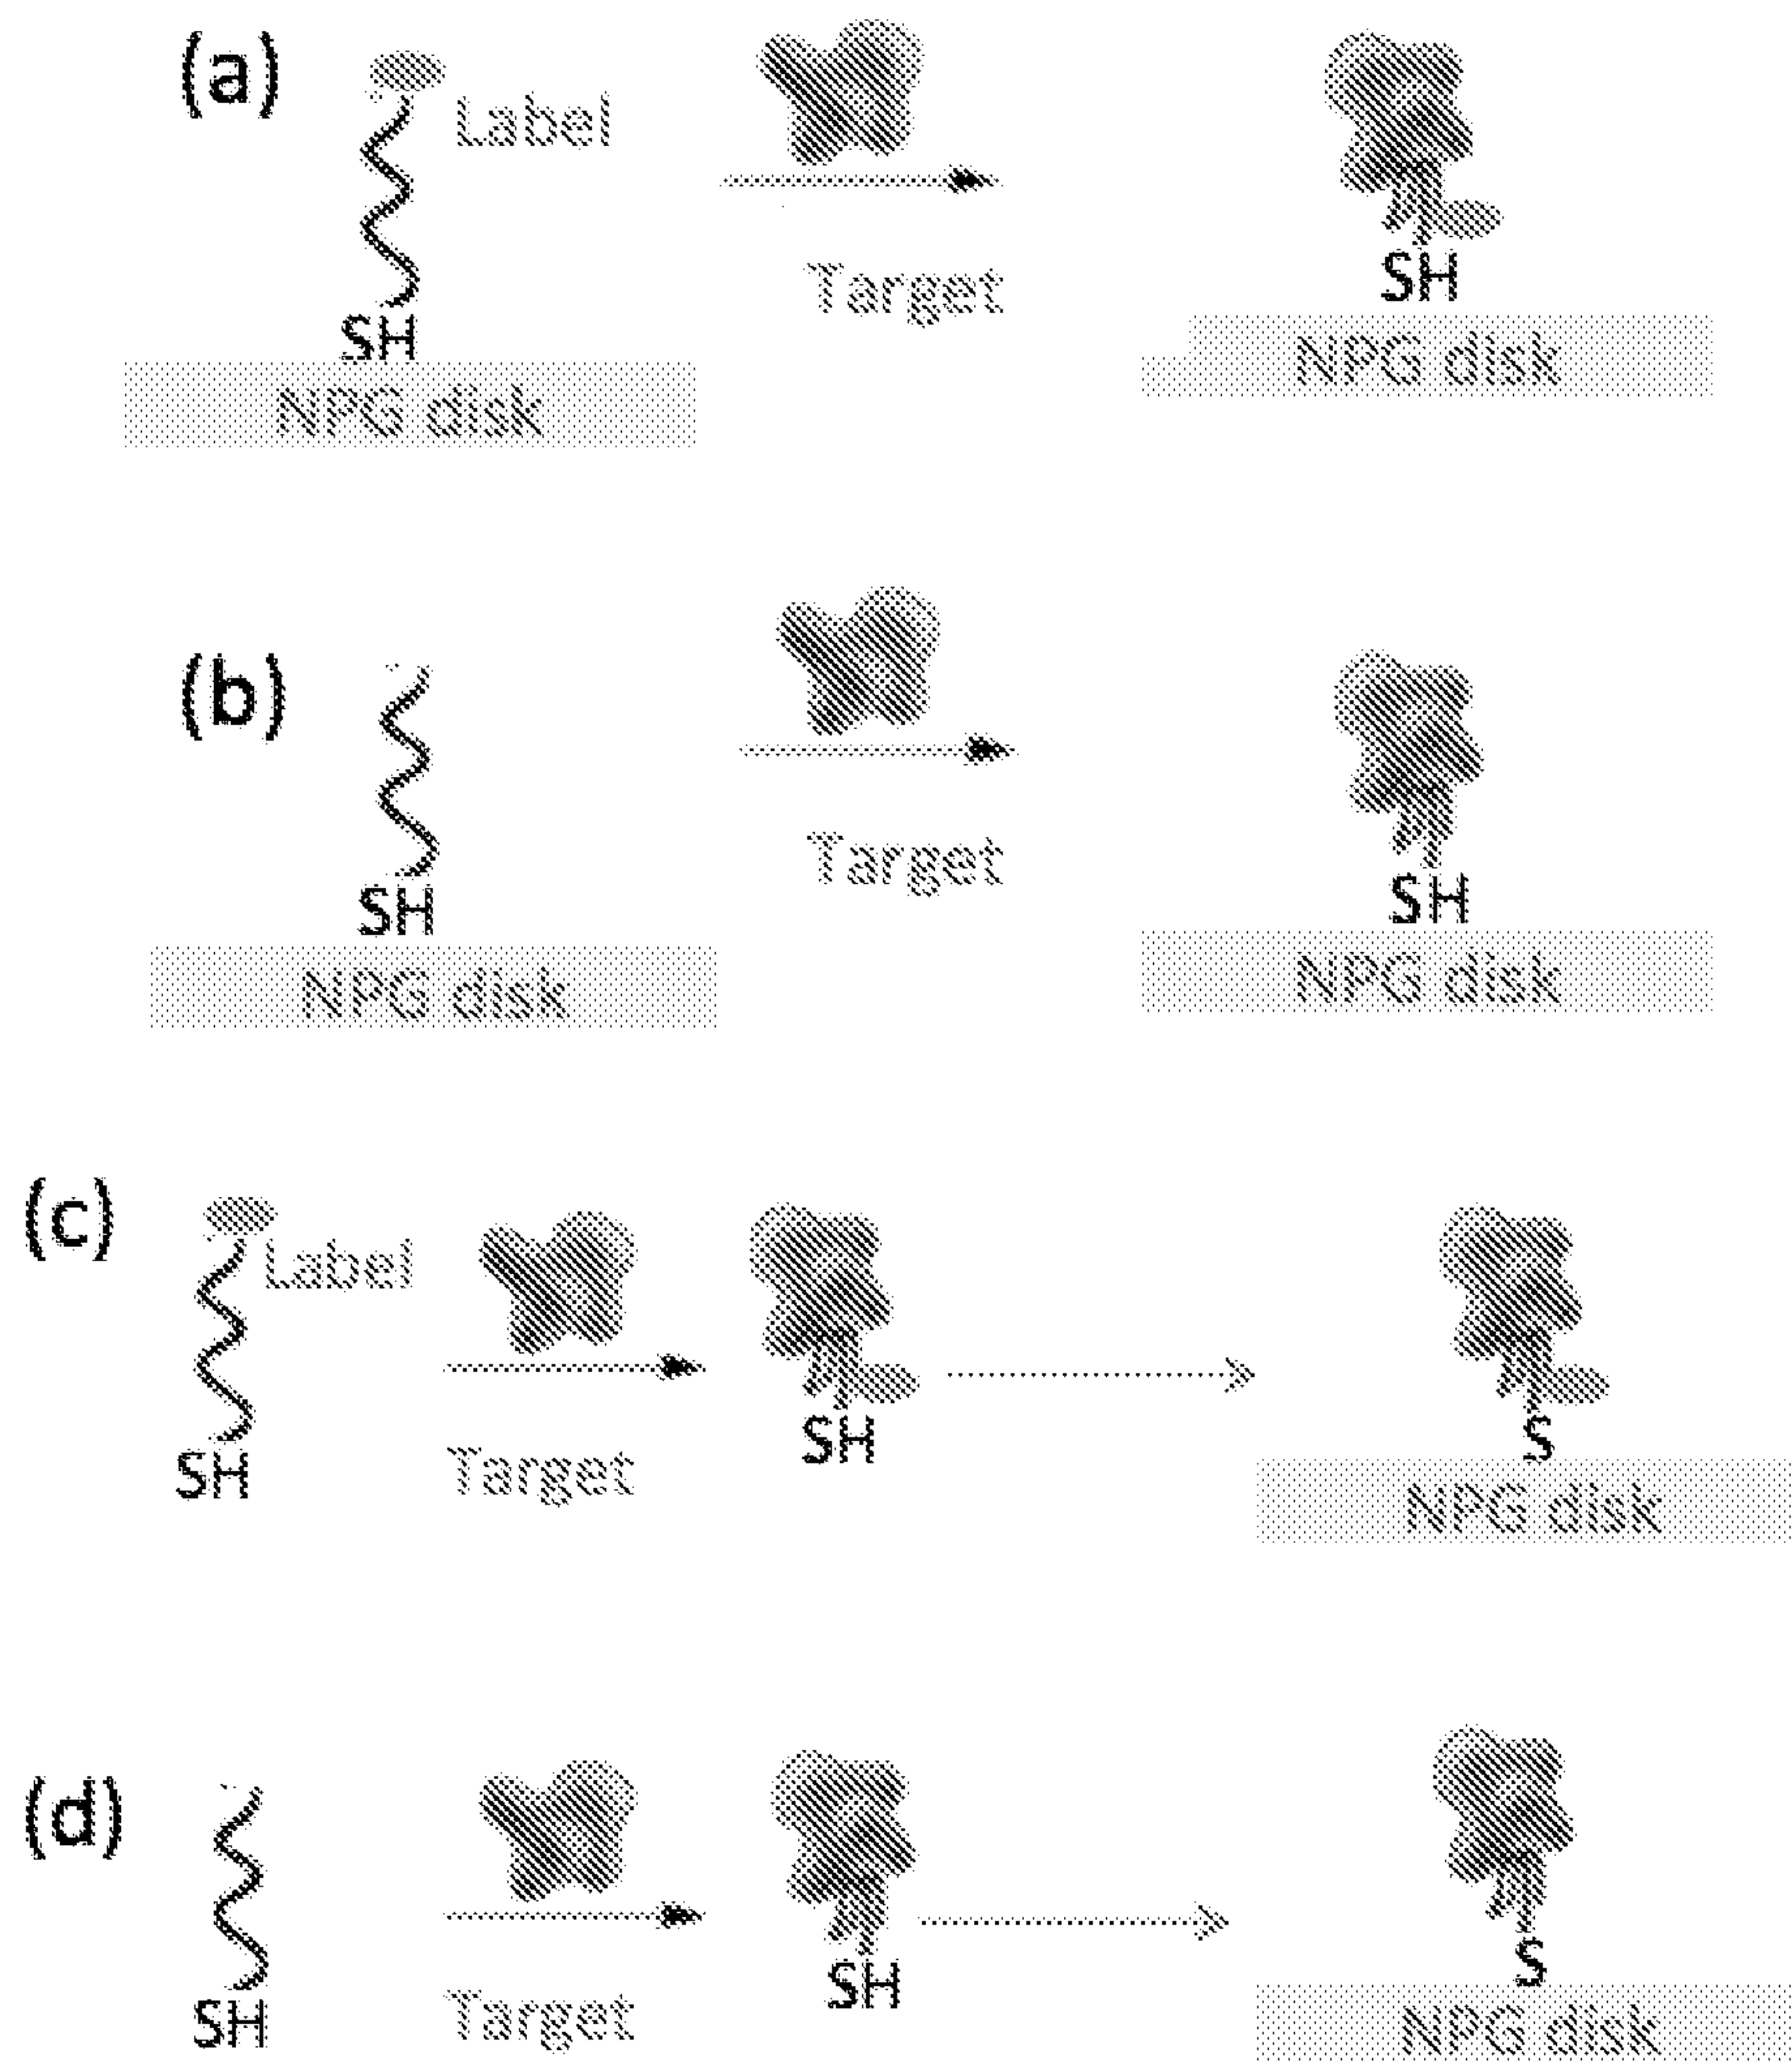 (a)
Label
Target
SH
SH
NPG disk
NPG disk
(b)
Target
SH
SH
NPG disk
NPG disk
(c)
Label
Target
SH
SH
S
NPG disk
(d)
Target
SH
SH
S
NPG disk